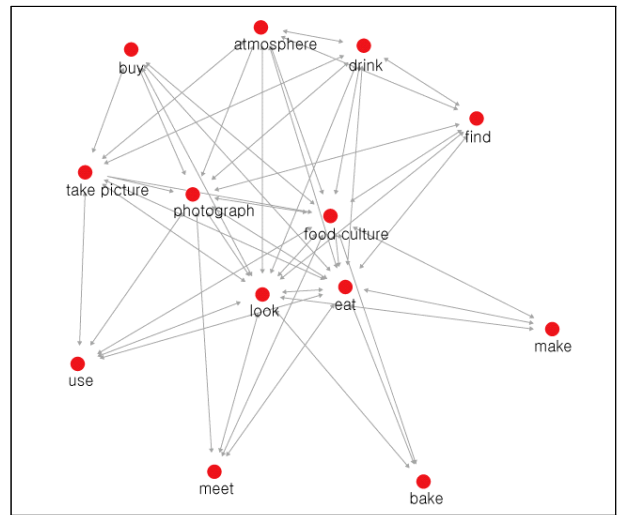 atmosphere
drink
buy
find
take picture
photograph
food culture
look
eat
make
use
meet
bake